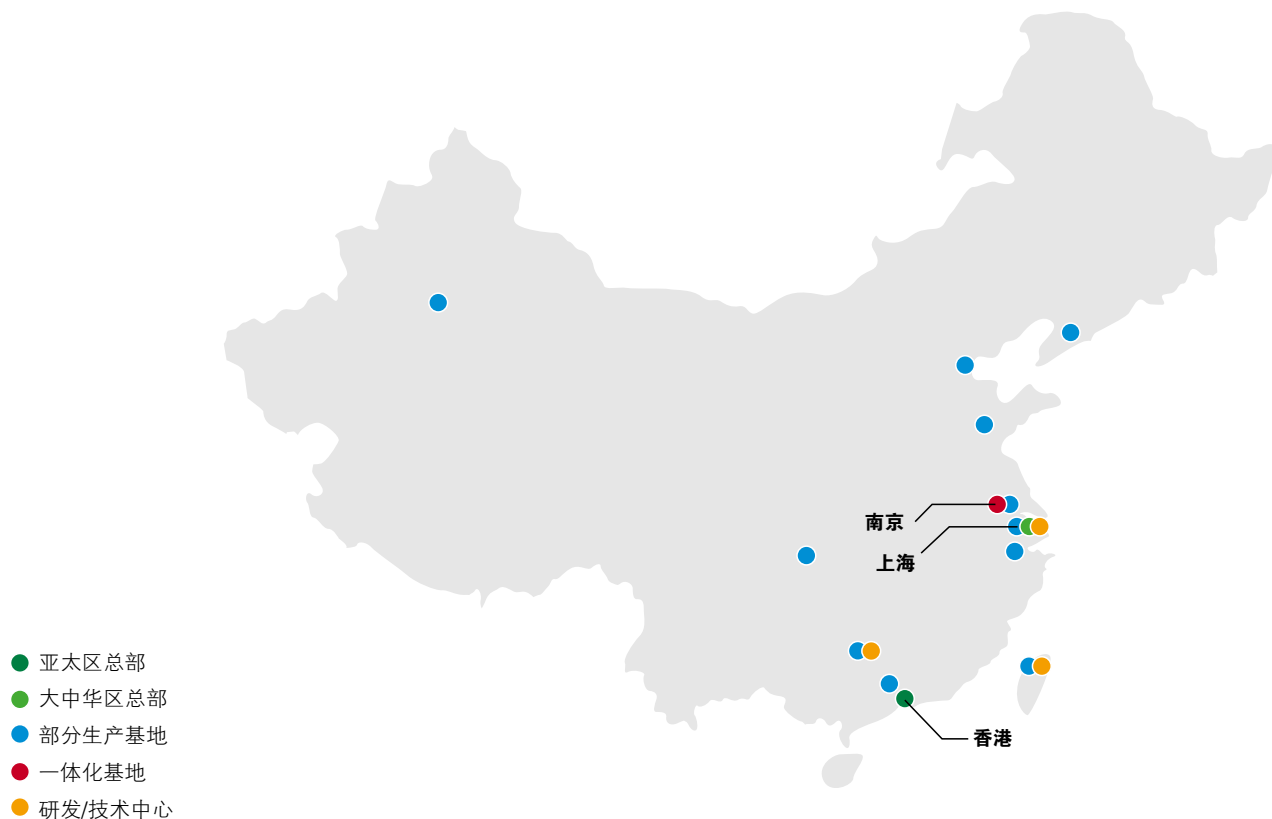 南京
上海
香港
亚太区总部
大中华区总部
部分生产基地
一体化基地
研发/技术中心